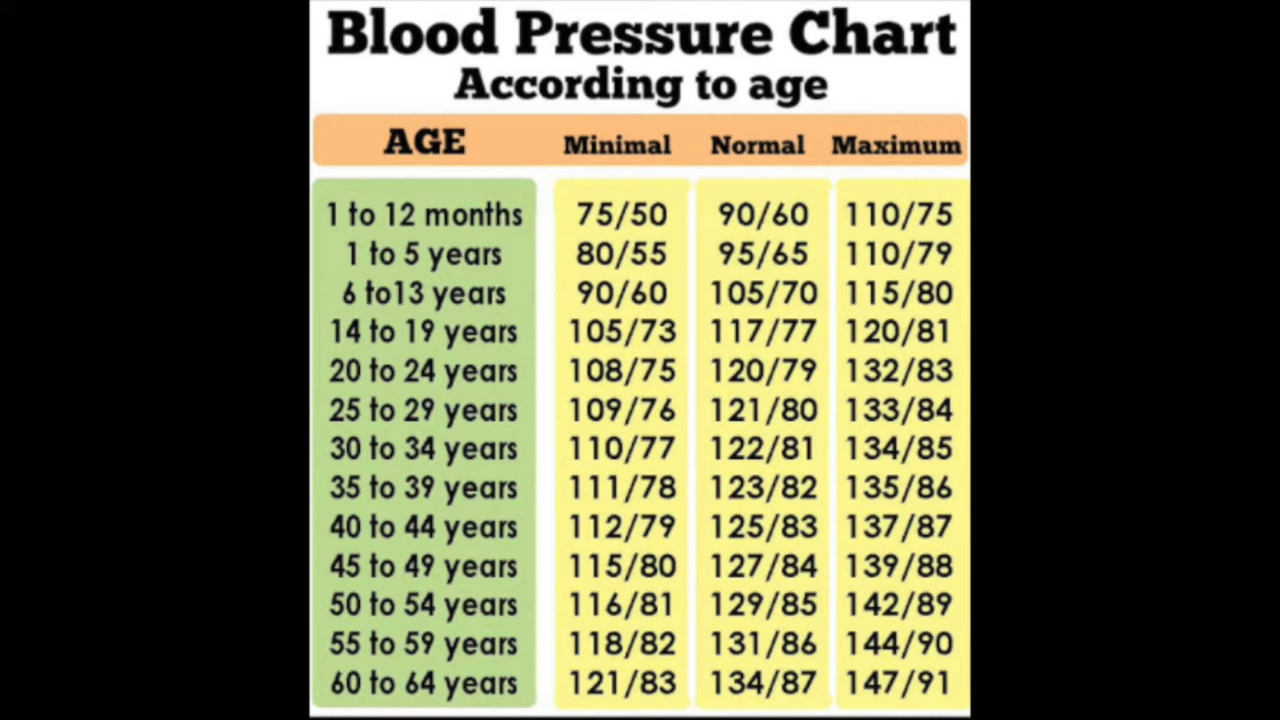 Blood Pressure Chart
According to age
AGE Minimal Normal Maximum
1 to 12 months 75/50 90/60 110/75
1 to 5 years 80/55 95/65 110/79
6 to13 years 90/60 105/70 115/80
14 to 19 years 105/73 117/77 120/81
20 to 24 years 108/75 120/79 132/83
25 to 29 years 109/76 121/80 133/84
30 to 34 years 110/77 122/81 134/85
35 to 39 years 111/78 123/82 135/86
40 to 44 years 112/79 125/83 137/87
45 to 49 years 115/80 127/84 139/88
50 to 54 years 116/81 129/85 142/89
55 to 59 years 118/82 131/86 144/90
60 to 64 years 121/83 134/87 147/91